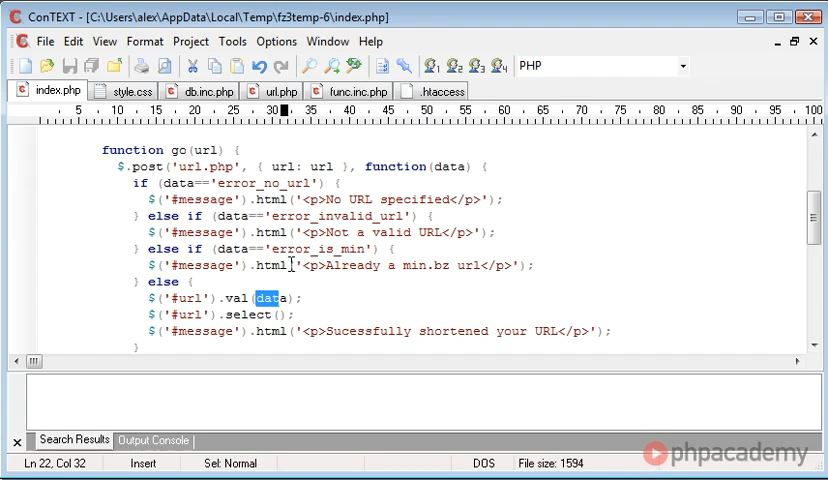 ConTEXT - [C:\Users\alex\AppData\Local\Temp\fz3temp-6\index.php]
File Edit View Format Project Tools Options Window Help
1 2 3 4 PHP
index.php style.css db.inc.php url.php func.inc.php .htaccess
5 10 15 20 25 30 35 40 45 50 55 60 65 70 75 80 85 90 95 100
function go(url) {
$.post('url.php', { url: url }, function(data) {
if (data=='error_no_url') {
$('#message').html('<p>No URL specified</p>');
} else if (data=='error_invalid_url') {
$('#message').html('<p>Not a valid URL</p>');
} else if (data=='error_is_min') {
$('#message').html('<p>Already a min.bz url</p>');
} else {
$('#url').val(data);
$('#url').select();
$('#message').html('<p>Sucessfully shortened your URL</p>');
}
Search Results Output Console
phpacademy
Ln 22, Col 32 Insert Sel: Normal DOS File size: 1594